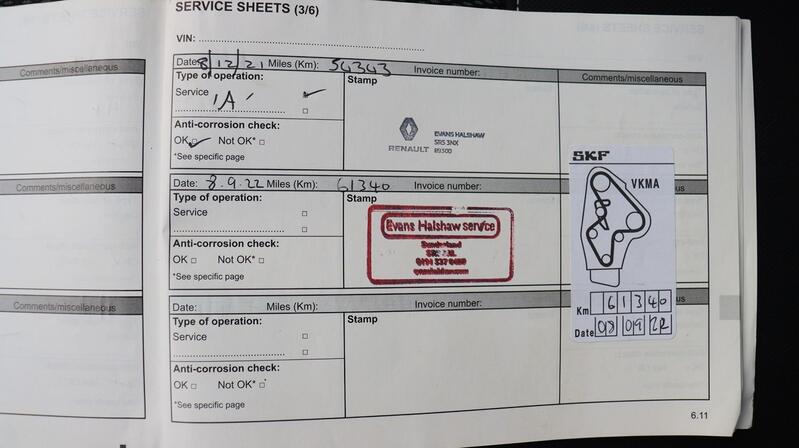 SERVICE SHEETS (3/6)
VIN:
Comments/miscellaneous
Date: 8/12/21 Miles (Km): 54343 Invoice number:
Comments/miscellaneous
Type of operation:
Stamp
Service
'A'
Anti-corrosion check:
OK Not OK*
*See specific page
RENAULT
EVANS HALSHAW
SR5 3NX
89300
Comments/miscellaneous
Date: 8.9.22 Miles (Km): 61340 Invoice number:
Type of operation:
Stamp
Service
Anti-corrosion check:
OK Not OK*
*See specific page
Evans Halshaw service
Sunderland
SKF
VKMA
Km 61340
Date 08 09 22
Comments/miscellaneous
Date: Miles (Km): Invoice number:
Type of operation:
Stamp
Service
Anti-corrosion check:
OK Not OK*
*See specific page
6.11